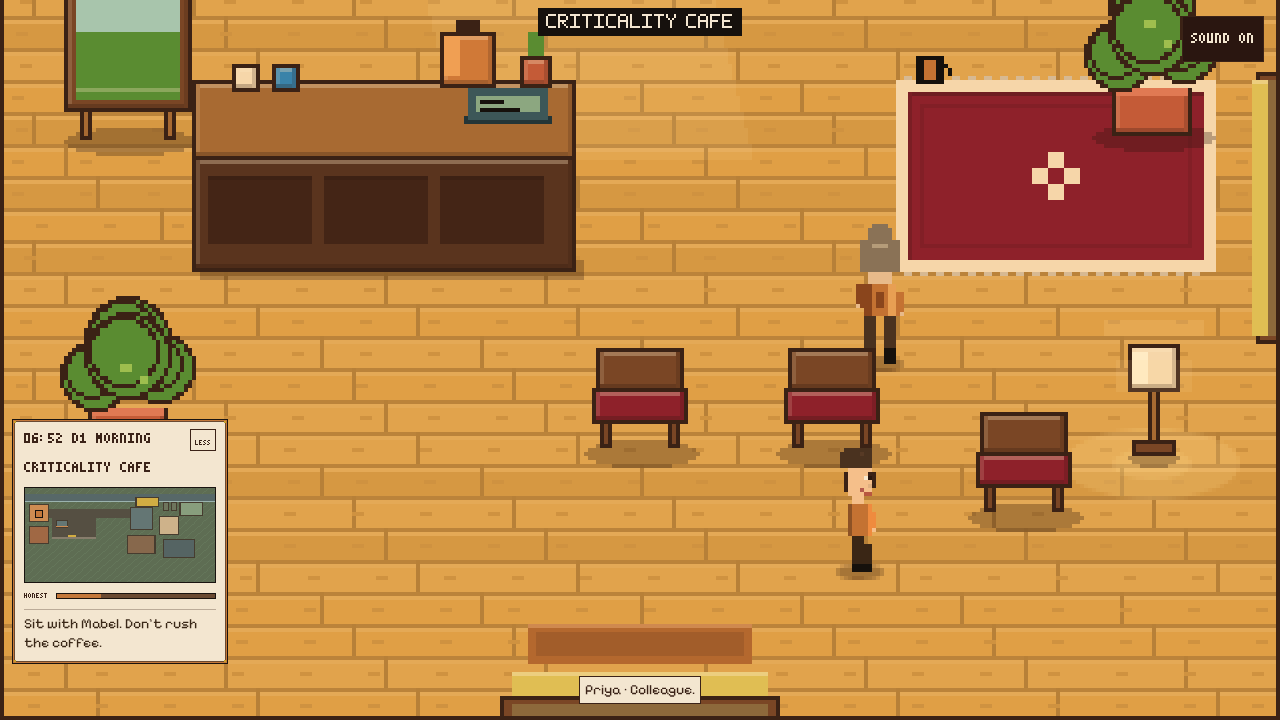 CRITICALITY CAFE
SOUND ON
06:52 D1 MORNING
LESS
CRITICALITY CAFE
HONEST
Sit with Mabel. Don't rush
the coffee.
Priya · Colleague.